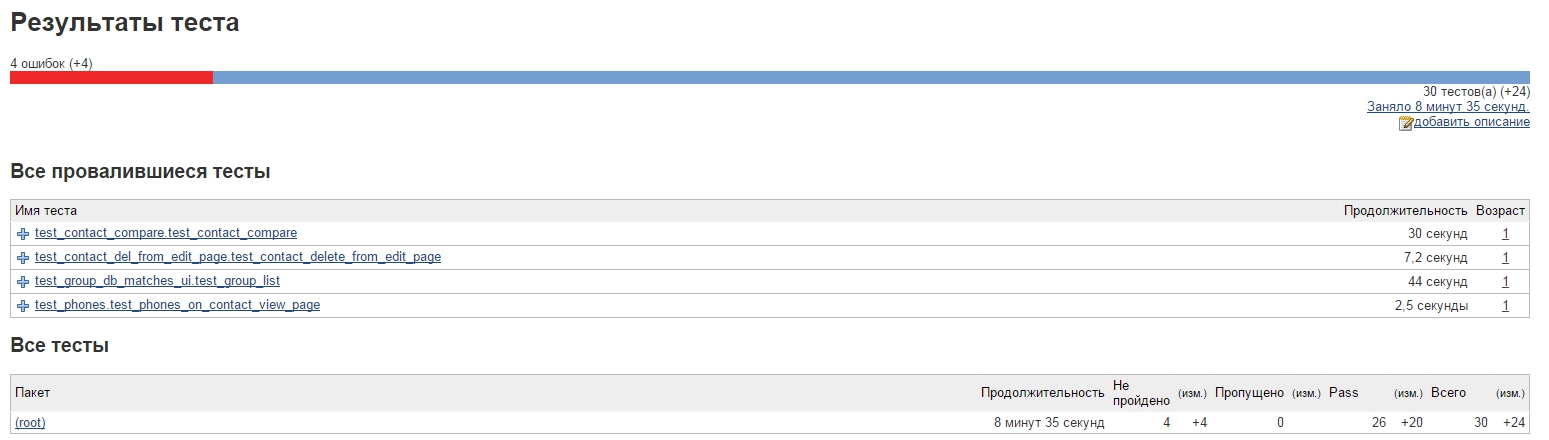 Результаты теста
4 ошибок (+4)
30 тестов(а) (+24)
Заняло 8 минут 35 секунд.
добавить описание
Все провалившиеся тесты
Имя теста Продолжительность Возраст
test_contact_compare.test_contact_compare 30 секунд 1
test_contact_del_from_edit_page.test_contact_delete_from_edit_page 7,2 секунд 1
test_group_db_matches_ui.test_group_list 44 секунд 1
test_phones.test_phones_on_contact_view_page 2,5 секунды 1
Все тесты
Пакет Продолжительность Не пройдено (изм.) Пропущено (изм.) Pass (изм.) Всего (изм.)
(root) 8 минут 35 секунд 4 +4 0 26 +20 30 +24